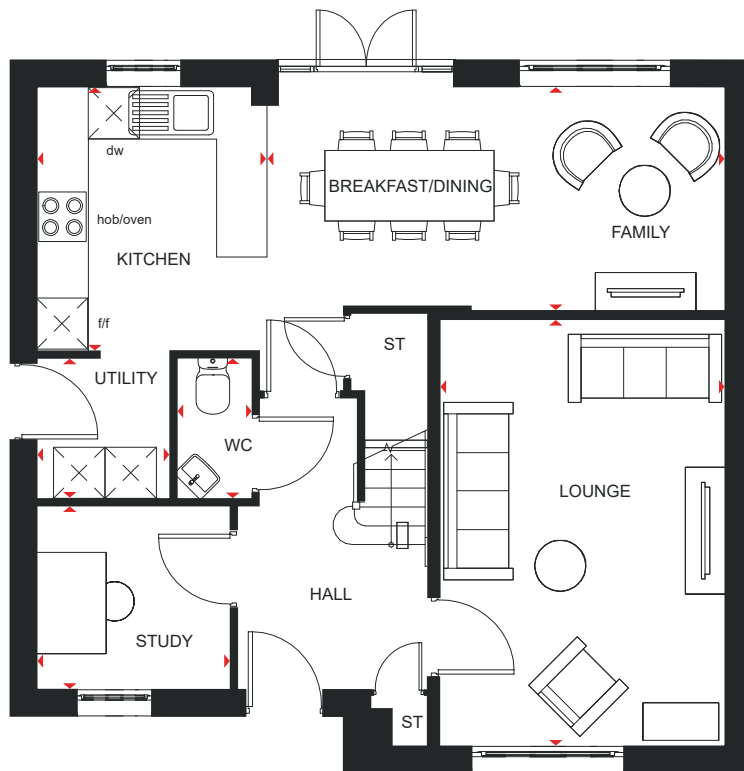 dw
BREAKFAST/DINING
hob/oven
FAMILY
KITCHEN
f/f
ST
UTILITY
WC
LOUNGE
HALL
STUDY
ST